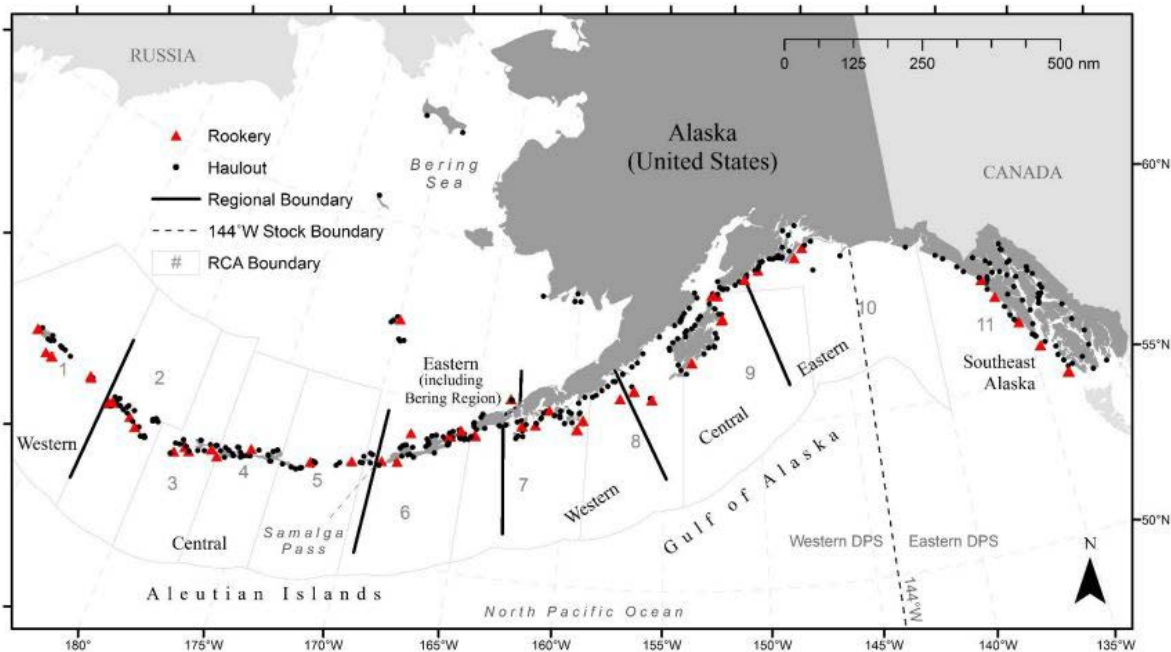 RUSSIA
0 125 250 500 nm
Rookery
Haulout
Regional Boundary
144°W Stock Boundary
# RCA Boundary
Bering
Sea
Alaska
(United States)
CANADA
60°N
55°N
50°N
1
2
3
4
5
6
7
8
9
10
11
Western
Central
Samalga
Pass
Eastern
(including
Bering Region)
Western
Central
Eastern
Southeast
Alaska
Gulf of Alaska
Western DPS
Eastern DPS
144°W
N
Aleutian Islands
North Pacific Ocean
180° 175°W 170°W 165°W 160°W 155°W 150°W 145°W 140°W 135°W